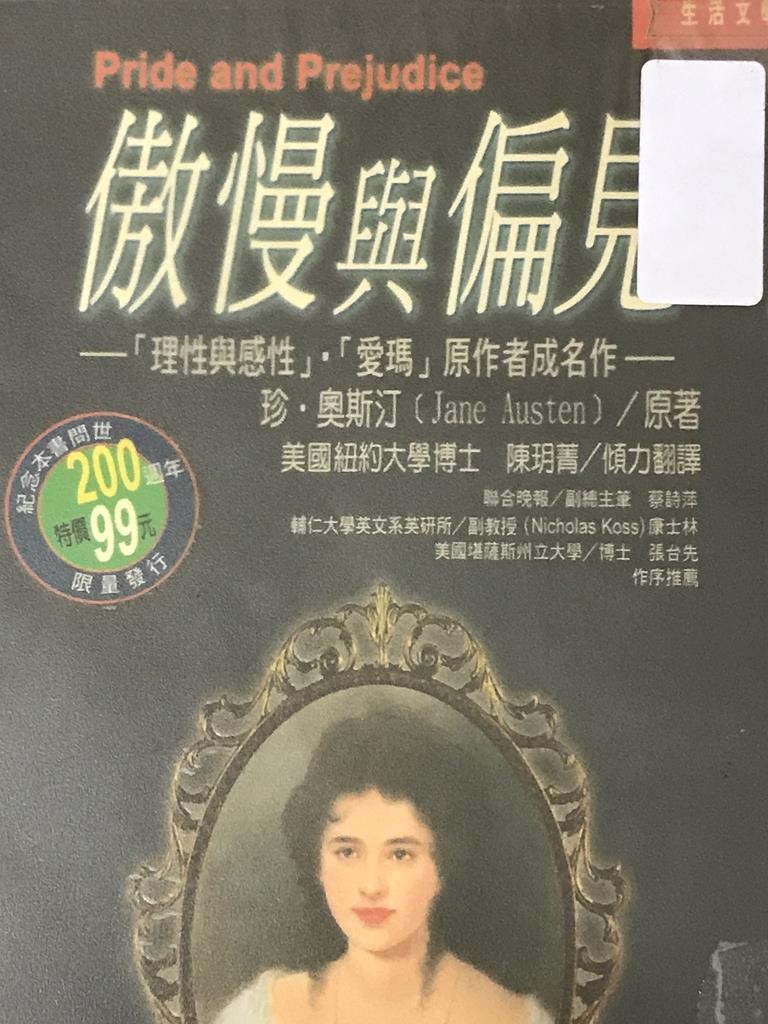 生活文學
Pride and Prejudice
傲慢與偏見
—「理性與感性」·「愛瑪」原作者成名作—
珍·奧斯汀(Jane Austen)/原著
美國紐約大學博士 陳玥菁/傾力翻譯
聯合晚報/副總主筆 蔡詩萍
輔仁大學英文系英研所/副教授(Nicholas Koss)康士林
美國堪薩斯州立大學/博士 張台先
作序推薦
紀念本書問世
200週年
特價99元
限量發行